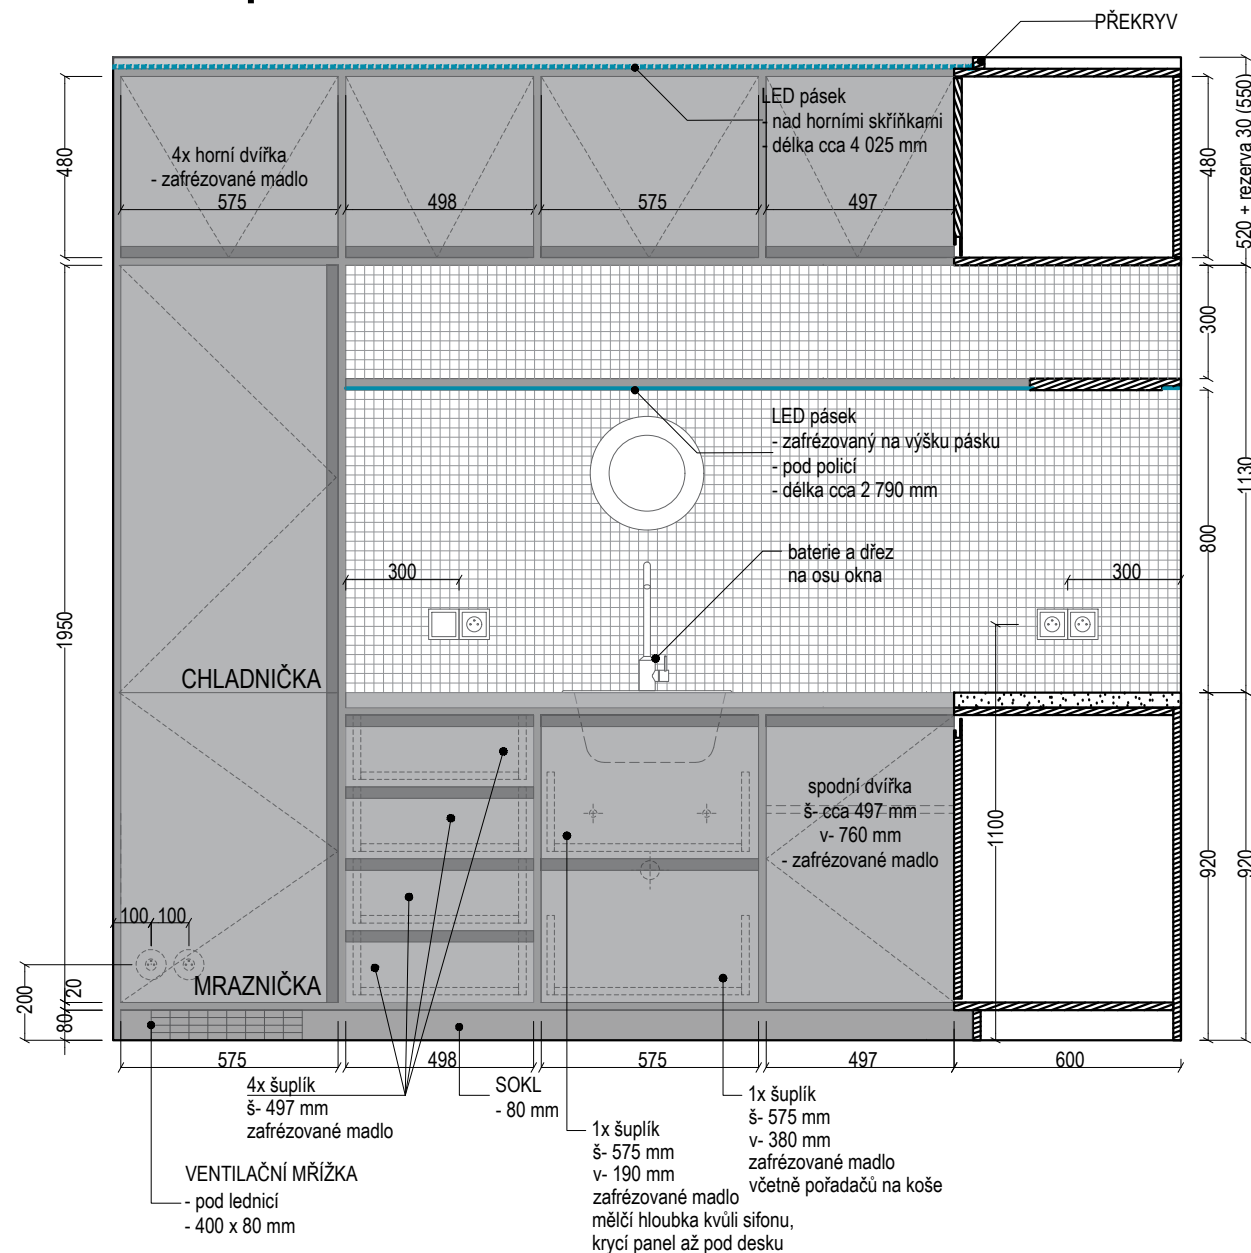 PŘEKRYV
LED pásek
- nad horními skříňkami
- délka cca 4 025 mm
4x horní dvířka
- zafrézované madlo
575
498
575
497
480
480
520 + rezerva 30 (550)
300
LED pásek
- zafrézovaný na výšku pásku
- pod policí
- délka cca 2 790 mm
1130
800
baterie a dřez
na osu okna
300
300
1950
CHLADNIČKA
spodní dvířka
š- cca 497 mm
v- 760 mm
- zafrézované madlo
1100
920
920
100
100
MRAZNIČKA
200
20
80
575
498
575
497
600
4x šuplík
š- 497 mm
zafrézované madlo
SOKL
- 80 mm
1x šuplík
š- 575 mm
v- 190 mm
zafrézované madlo
mělčí hloubka kvůli sifonu,
krycí panel až pod desku
1x šuplík
š- 575 mm
v- 380 mm
zafrézované madlo
včetně pořadačů na koše
VENTILAČNÍ MŘÍŽKA
- pod lednicí
- 400 x 80 mm